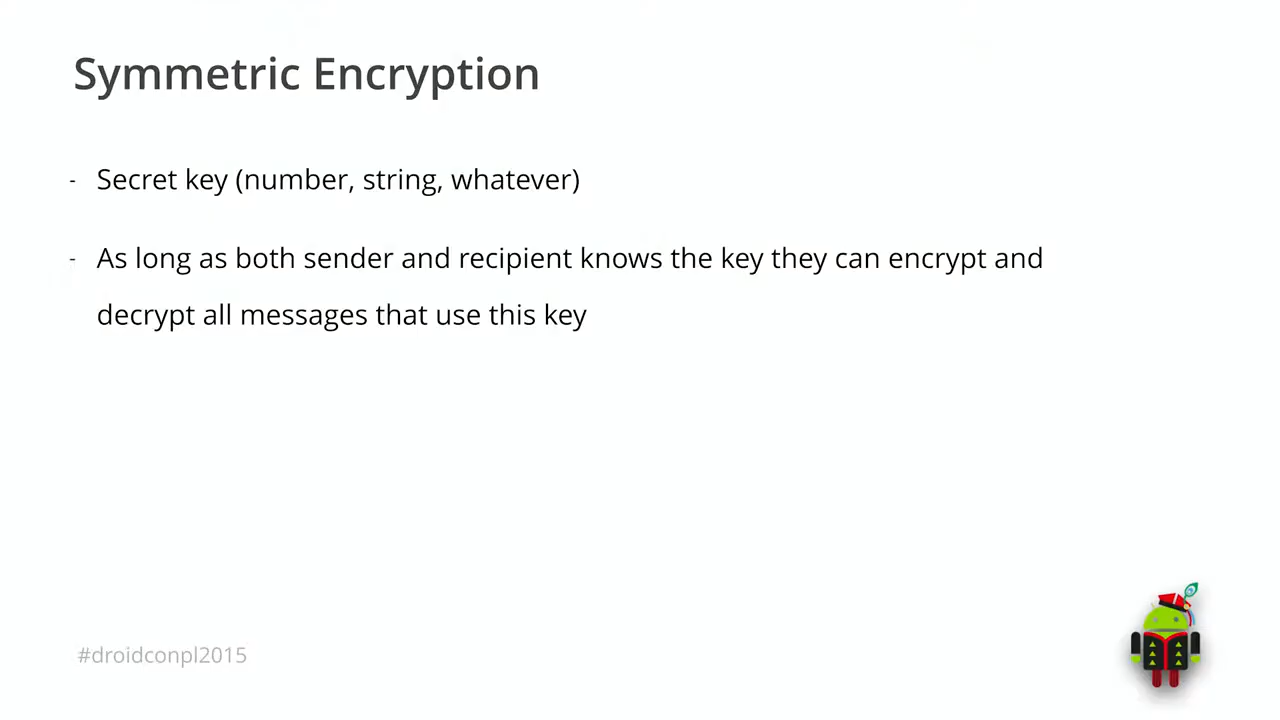 Symmetric Encryption
- Secret key (number, string, whatever)
- As long as both sender and recipient knows the key they can encrypt and
decrypt all messages that use this key
#droidconpl2015